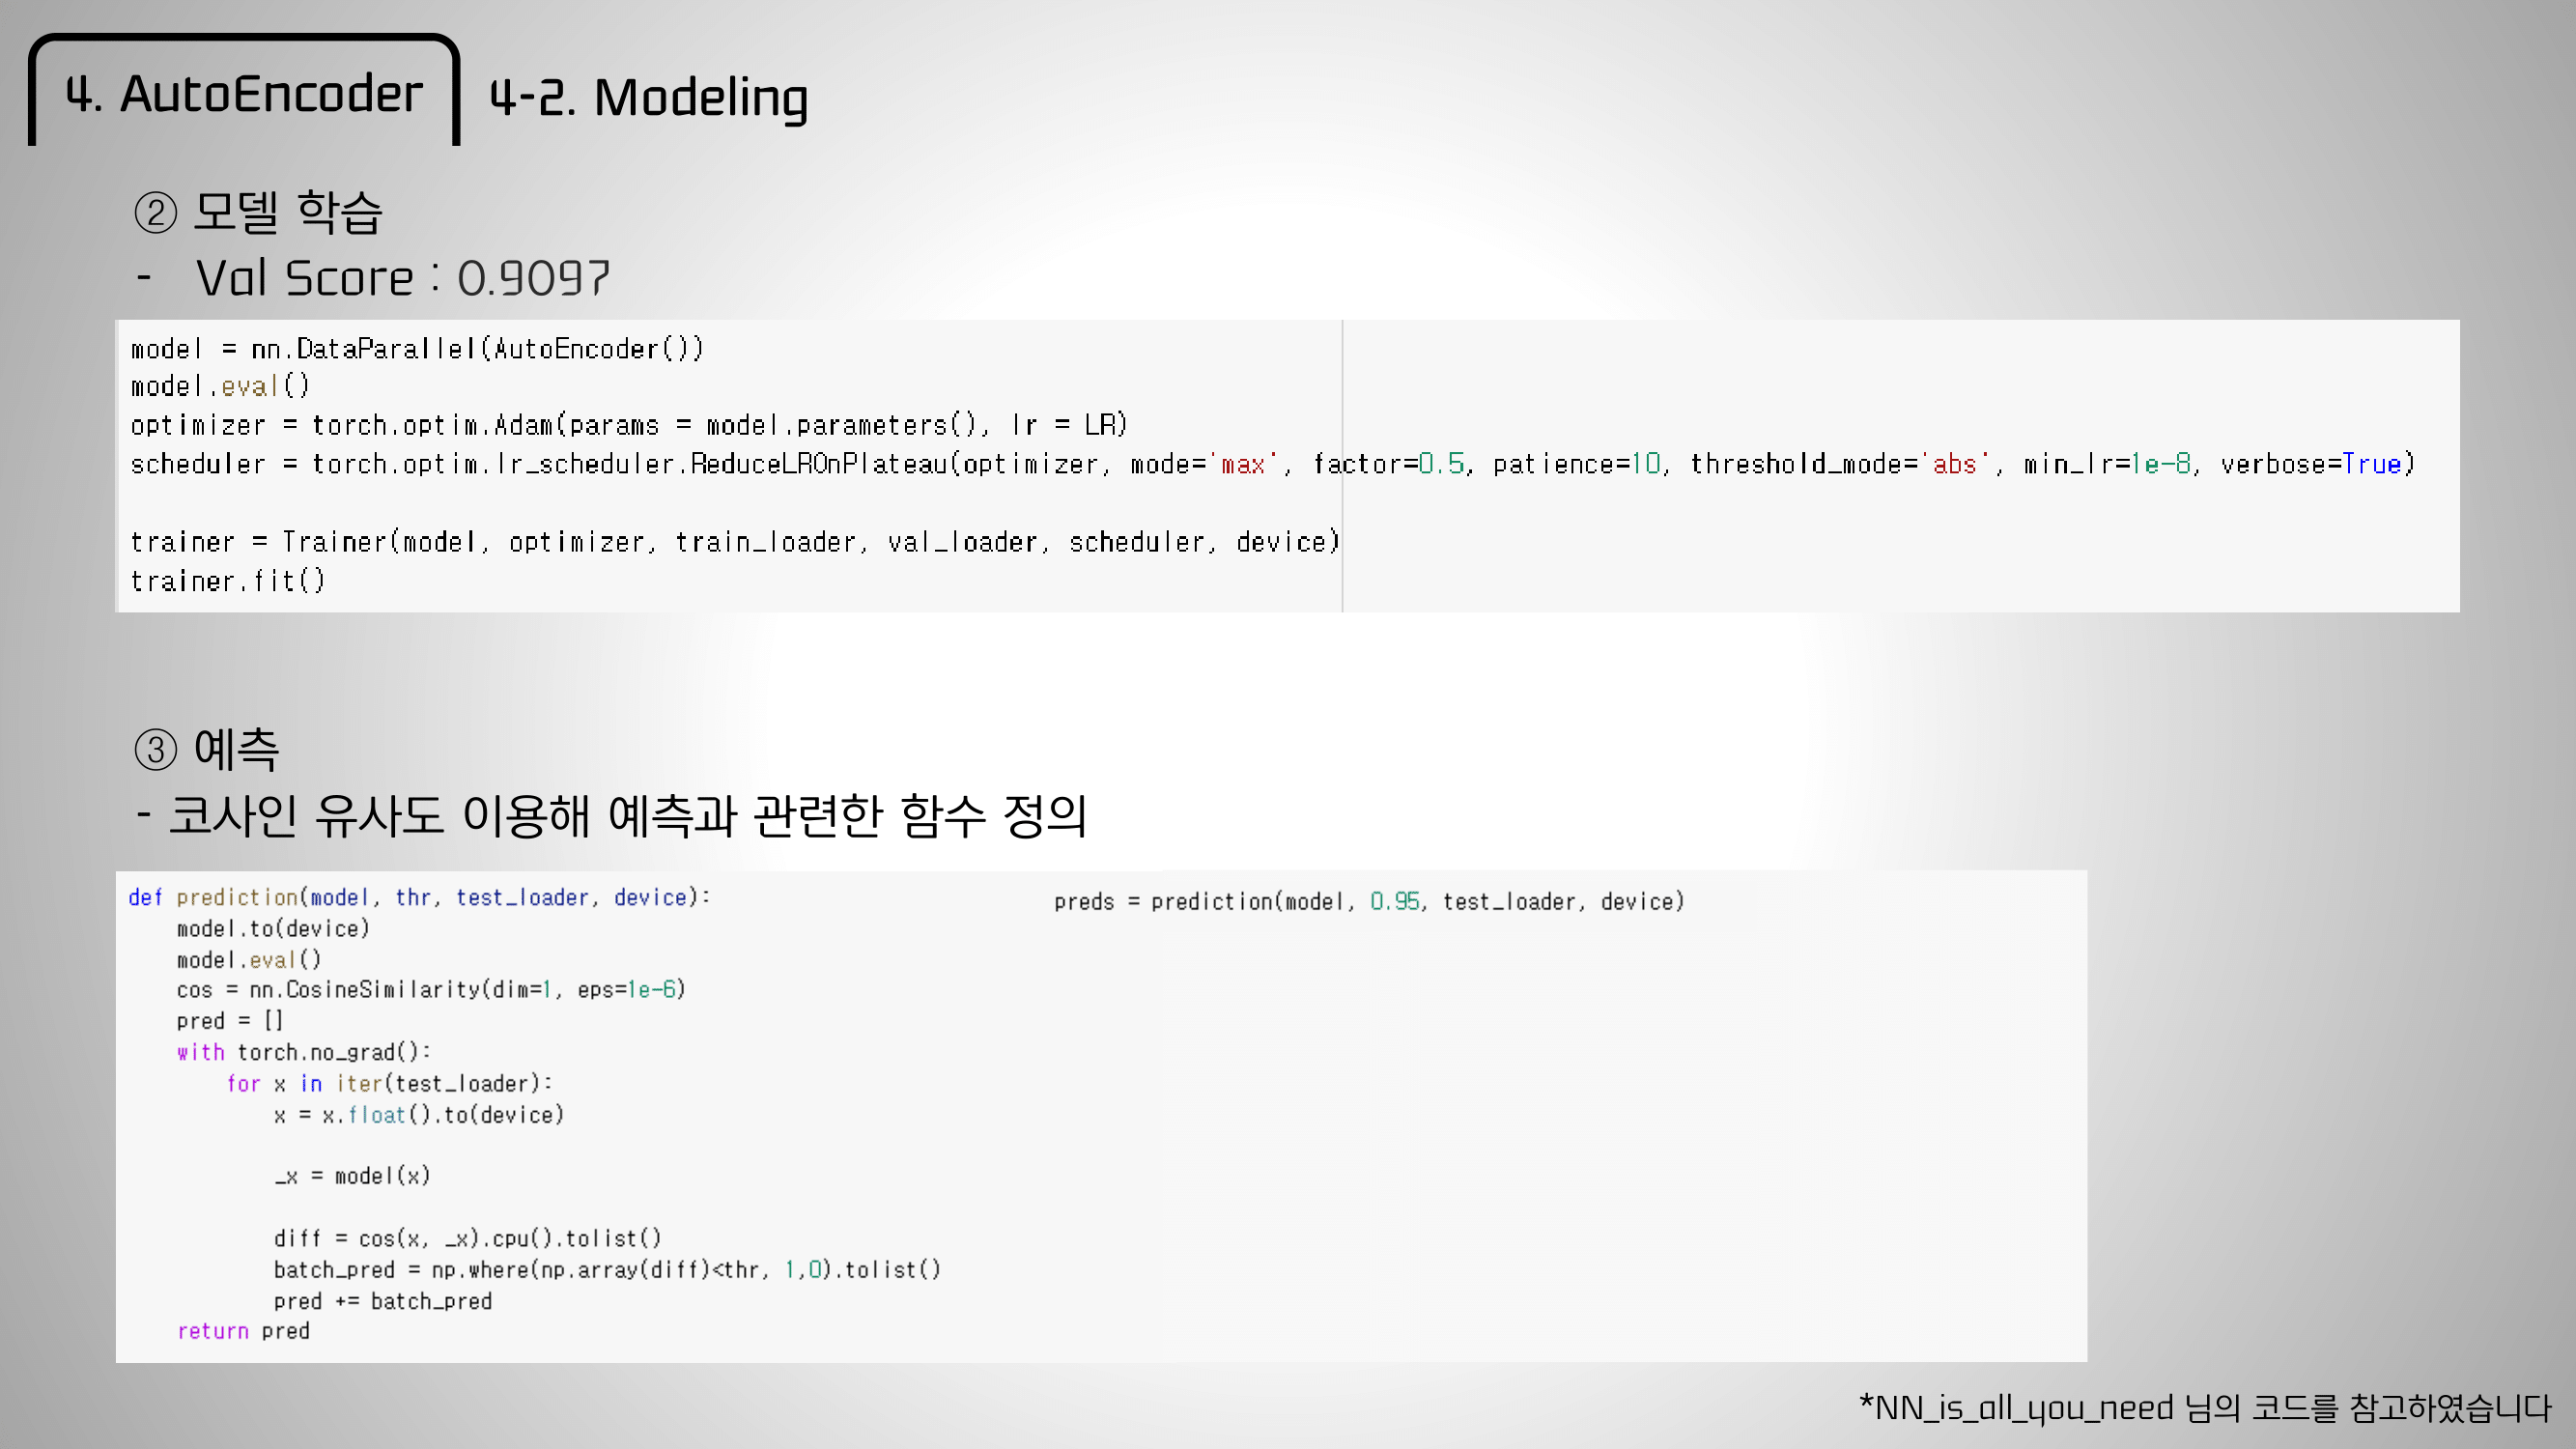 4. AutoEncoder
4-2. Modeling
② 모델 학습
- Val Score : 0.9097
model = nn.DataParallel(AutoEncoder())
model.eval()
optimizer = torch.optim.Adam(params = model.parameters(), lr = LR)
scheduler = torch.optim.lr_scheduler.ReduceLROnPlateau(optimizer, mode='max', factor=0.5, patience=10, threshold_mode='abs', min_lr=1e-8, verbose=True)
trainer = Trainer(model, optimizer, train_loader, val_loader, scheduler, device)
trainer.fit()
③ 예측
- 코사인 유사도 이용해 예측과 관련한 함수 정의
def prediction(model, thr, test_loader, device):
    model.to(device)
    model.eval()
    cos = nn.CosineSimilarity(dim=1, eps=1e-6)
    pred = []
    with torch.no_grad():
        for x in iter(test_loader):
            x = x.float().to(device)
            _x = model(x)
            diff = cos(x, _x).cpu().tolist()
            batch_pred = np.where(np.array(diff)<thr, 1,0).tolist()
            pred += batch_pred
    return pred
preds = prediction(model, 0.95, test_loader, device)
*NN_is_all_you_need 님의 코드를 참고하였습니다